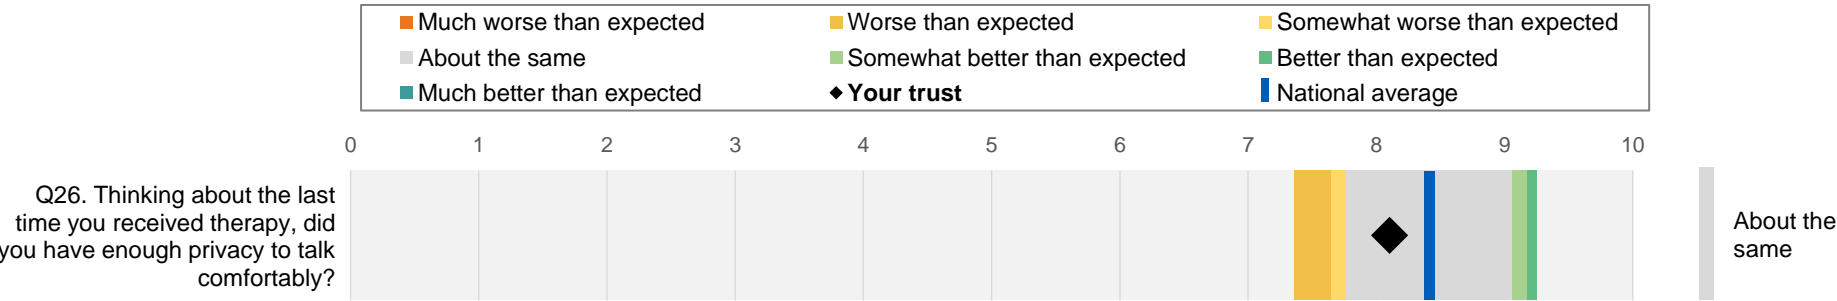 Much worse than expected Worse than expected Somewhat worse than expected
About the same Somewhat better than expected Better than expected
Much better than expected Your trust National average
0 1 2 3 4 5 6 7 8 9 10
Q26. Thinking about the last
time you received therapy, did
you have enough privacy to talk
comfortably?
About the
same